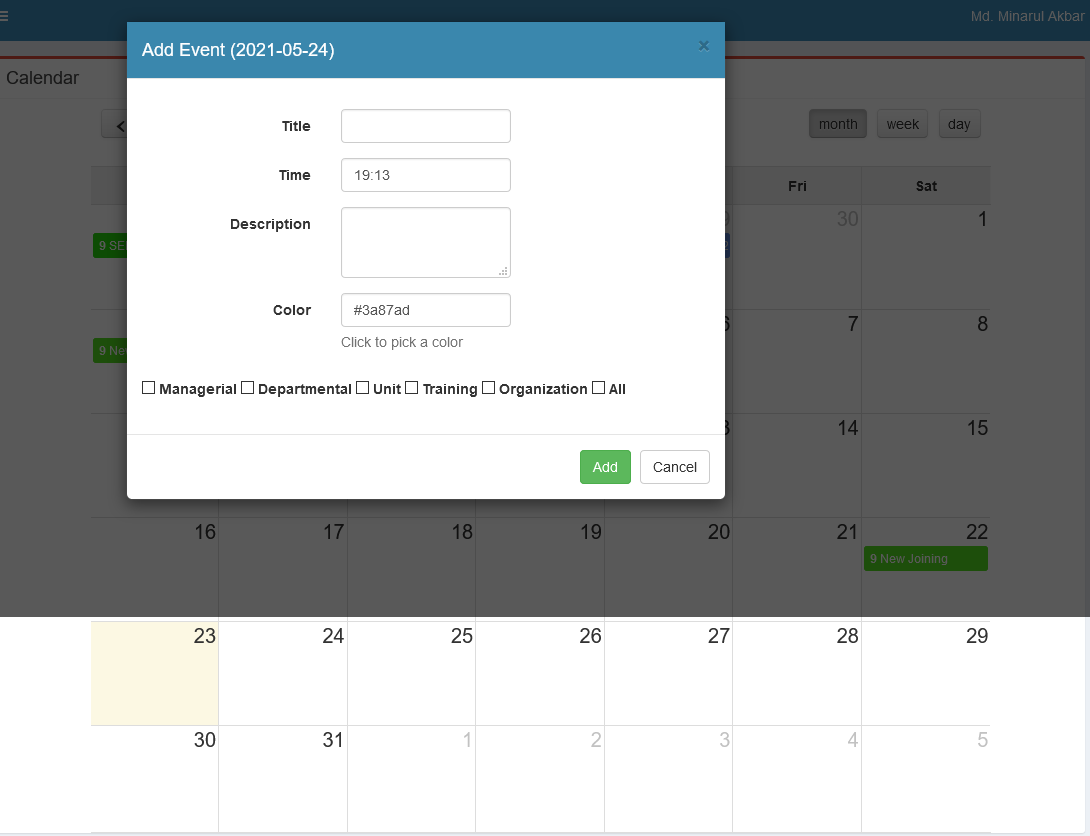 Md. Minarul Akbar
Add Event (2021-05-24)
×
Calendar
Title
Time 19:13
Description
Color #3a87ad
Click to pick a color
Managerial Departmental Unit Training Organization All
Add Cancel
month week day
Fri Sat
30 1
9
7 8
14 15
16 17 18 19 20 21 22
9 New Joining
23 24 25 26 27 28 29
30 31 1 2 3 4 5